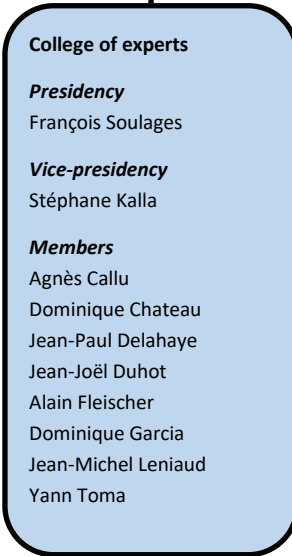 College of experts
Presidency
François Soulages
Vice-presidency
Stéphane Kalla
Members
Agnès Callu
Dominique Chateau
Jean-Paul Delahaye
Jean-Joël Duhot
Alain Fleischer
Dominique Garcia
Jean-Michel Leniaud
Yann Toma